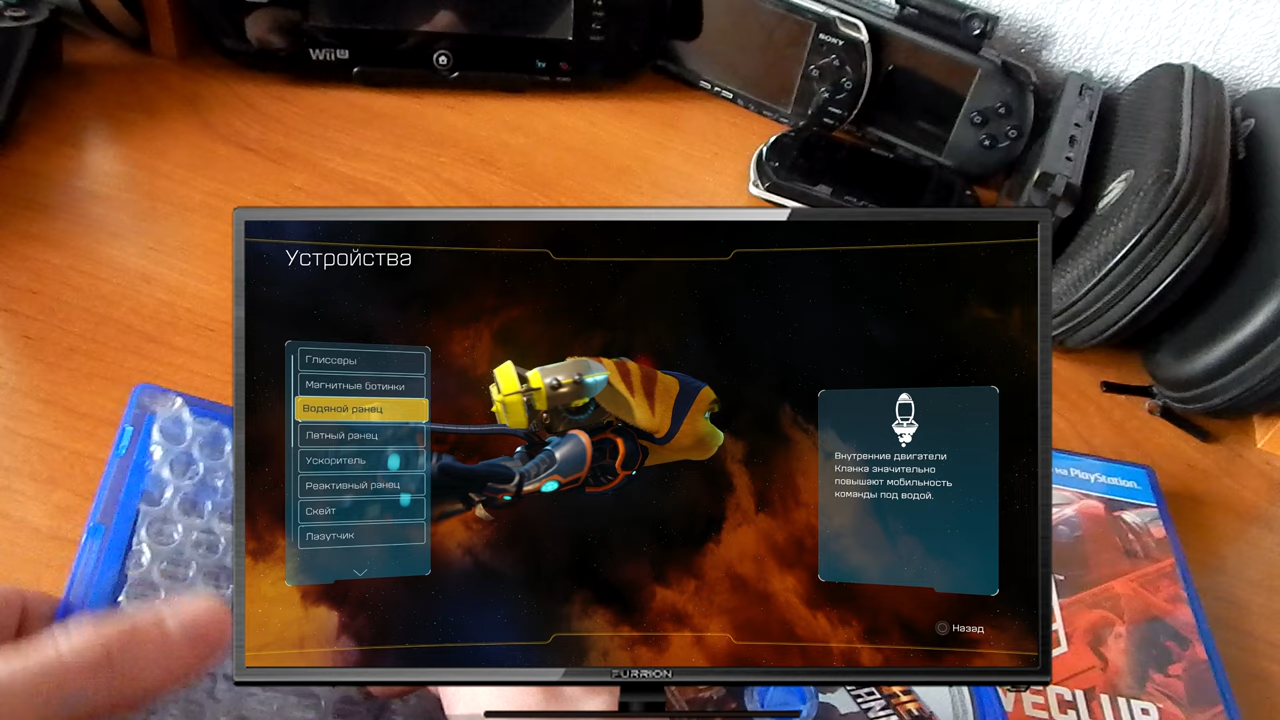 Wii U
SONY
PSP
Устройства
Глиссеры
Магнитные ботинки
Водяной ранец
Летный ранец
Ускоритель
Реактивный ранец
Скейт
Лазутчик
Внутренние двигатели
Кланка значительно
повышают мобильность
команды под водой.
Назад
на PlayStation.
FURRION
VECLUB